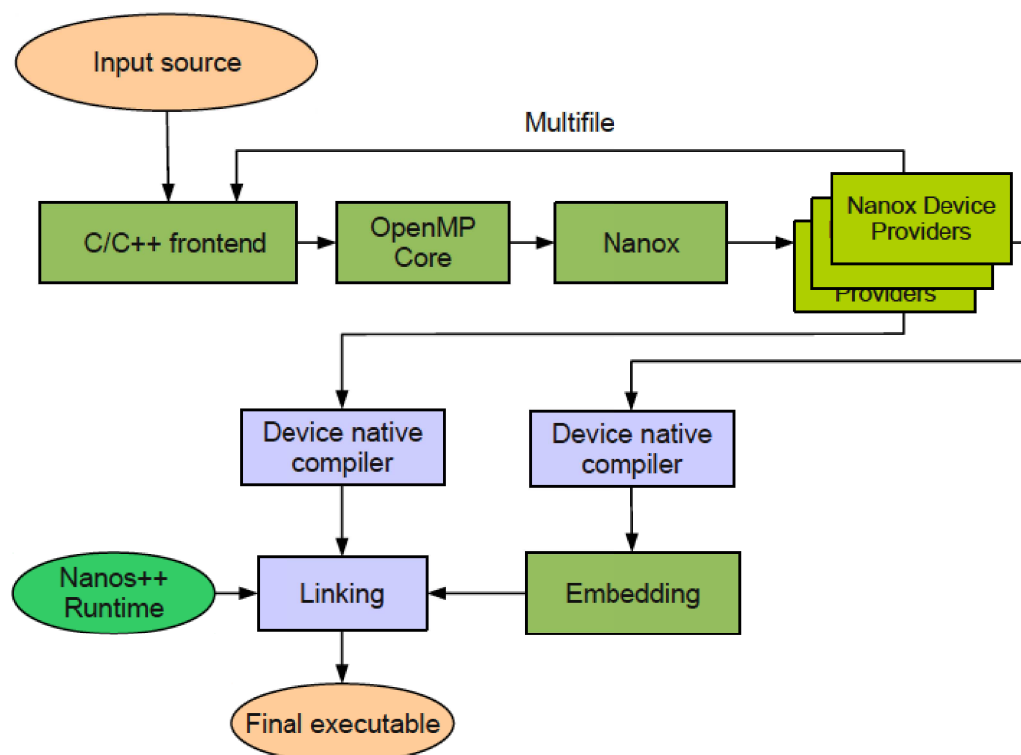 Input source
Multifile
C/C++ frontend
OpenMP
Core
Nanox
Nanox Device
Providers
Providers
Device native
compiler
Device native
compiler
Nanos++
Runtime
Linking
Embedding
Final executable